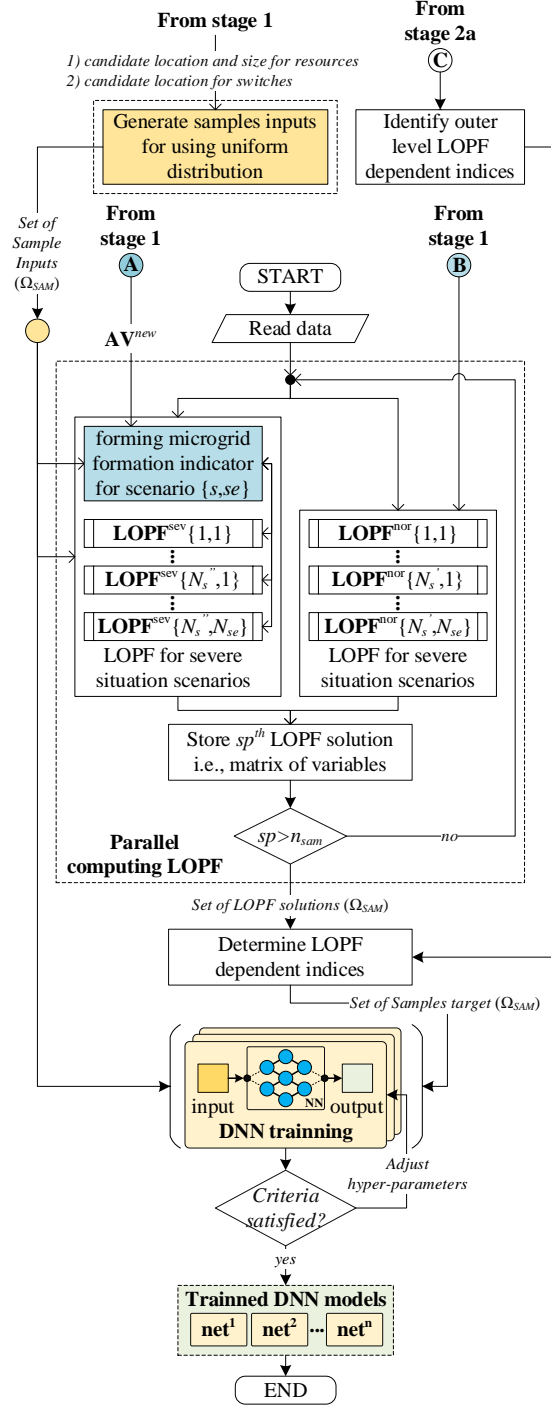 From stage 1
1) candidate location and size for resources
2) candidate location for switches
Generate samples inputs
for using uniform
distribution
From
stage 2a
C
Identify outer
level LOPF
dependent indices
Set of
Sample
Inputs
(Ω_SAM)
From
stage 1
A
AV^new
START
Read data
From
stage 1
B
forming microgrid
formation indicator
for scenario {s,se}
LOPF^sev{1,1}
LOPF^sev{N_s'',1}
LOPF^sev{N_s'',N_se}
LOPF for severe
situation scenarios
LOPF^nor{1,1}
LOPF^nor{N_s',1}
LOPF^nor{N_s',N_se}
LOPF for severe
situation scenarios
Store sp^th LOPF solution
i.e., matrix of variables
sp>n_sam
no
Parallel
computing LOPF
Set of LOPF solutions (Ω_SAM)
Determine LOPF
dependent indices
Set of Samples target (Ω_SAM)
NN
input
output
DNN trainning
Adjust
hyper-parameters
Criteria
satisfied?
yes
Trainned DNN models
net^1 net^2 ... net^n
END